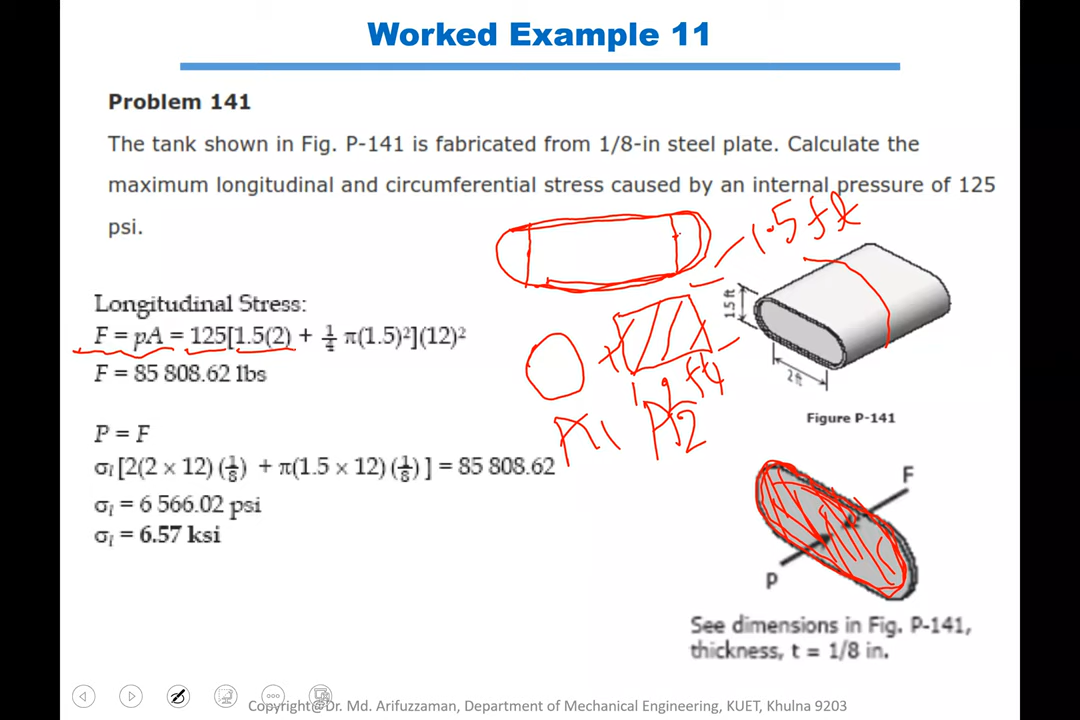 Worked Example 11
Problem 141
The tank shown in Fig. P-141 is fabricated from 1/8-in steel plate. Calculate the
maximum longitudinal and circumferential stress caused by an internal pressure of 125
psi.
1.5 ft
Longitudinal Stress:
F = pA = 125[1.5(2) + ¼ π(1.5)²](12)²
F = 85 808.62 lbs
1.5 ft
2 ft
Figure P-141
P = F
σₗ [2(2 × 12) (⅛) + π(1.5 × 12) (⅛) ] = 85 808.62
σₗ = 6 566.02 psi
σₗ = 6.57 ksi
F
P
See dimensions in Fig. P-141,
thickness, t = 1/8 in.
Copyright@Dr. Md. Arifuzzaman, Department of Mechanical Engineering, KUET, Khulna 9203